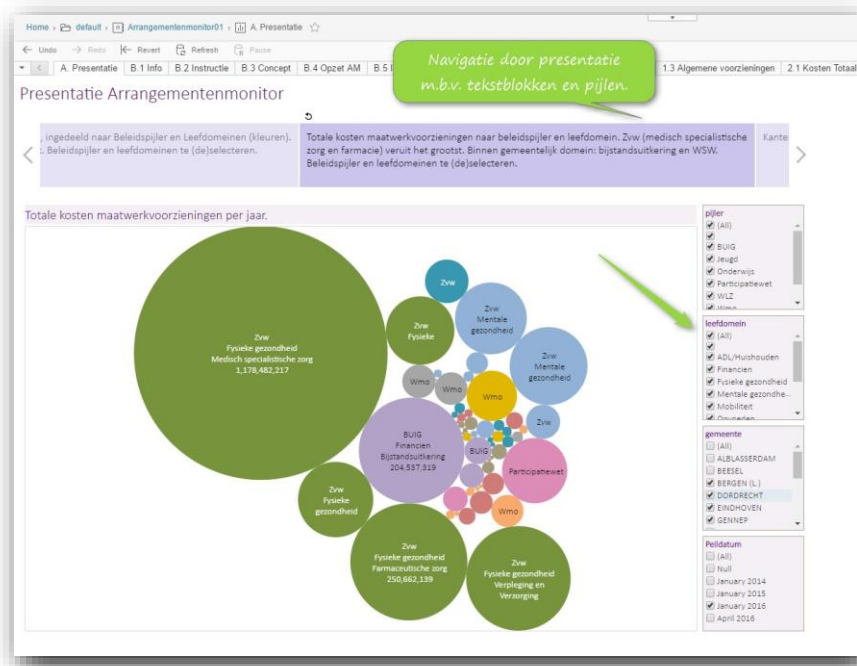 Home › default › Arrangementenmonitor01 › A. Presentatie
← Undo → Redo Revert Refresh Pause
A. Presentatie B.1 Info B.2 Instructie B.3 Concept B.4 Opzet AM 1.3 Algemene voorzieningen 2.1 Kosten Totaal
Navigatie door presentatie
m.b.v. tekstblokken en pijlen.
Presentatie Arrangementenmonitor
, ingedeeld naar Beleidspijler en Leefdomeinen (kleuren).
. Beleidspijler en leefdomeinen te (de)selecteren.
Totale kosten maatwerkvoorzieningen naar beleidspijler en leefdomein. Zvw (medisch specialistische
zorg en farmacie) veruit het grootst. Binnen gemeentelijk domein: bijstandsuitkering en WSW.
Beleidspijler en leefdomeinen te (de)selecteren.
Kante
Totale kosten maatwerkvoorzieningen per jaar.
Zvw
Fysieke gezondheid
Medisch specialistische zorg
1,178,482,217
Zvw
Zvw
Fysieke
Zvw
Mentale
gezondheid
Zvw
Mentale
gezondheid
Wmo
Wmo
Wmo
Zvw
BUIG
Financien
Bijstandsuitkering
204,537,319
BUIG
Participatiewet
Zvw
Fysieke
gezondheid
Wmo
Zvw
Fysieke gezondheid
Farmaceutische zorg
250,662,139
Zvw
Fysieke gezondheid
Verpleging en
Verzorging
pijler
(All)
BUIG
Jeugd
Onderwijs
Participatiewet
WLZ
Wmo
leefdomein
(All)
ADL/Huishouden
Financien
Fysieke gezondheid
Mentale gezondhe...
Mobiliteit
gemeente
(All)
ALBLASSERDAM
BEESEL
BERGEN (L.)
DORDRECHT
EINDHOVEN
GENNEP
Peildatum
(All)
Null
January 2014
January 2015
January 2016
April 2016